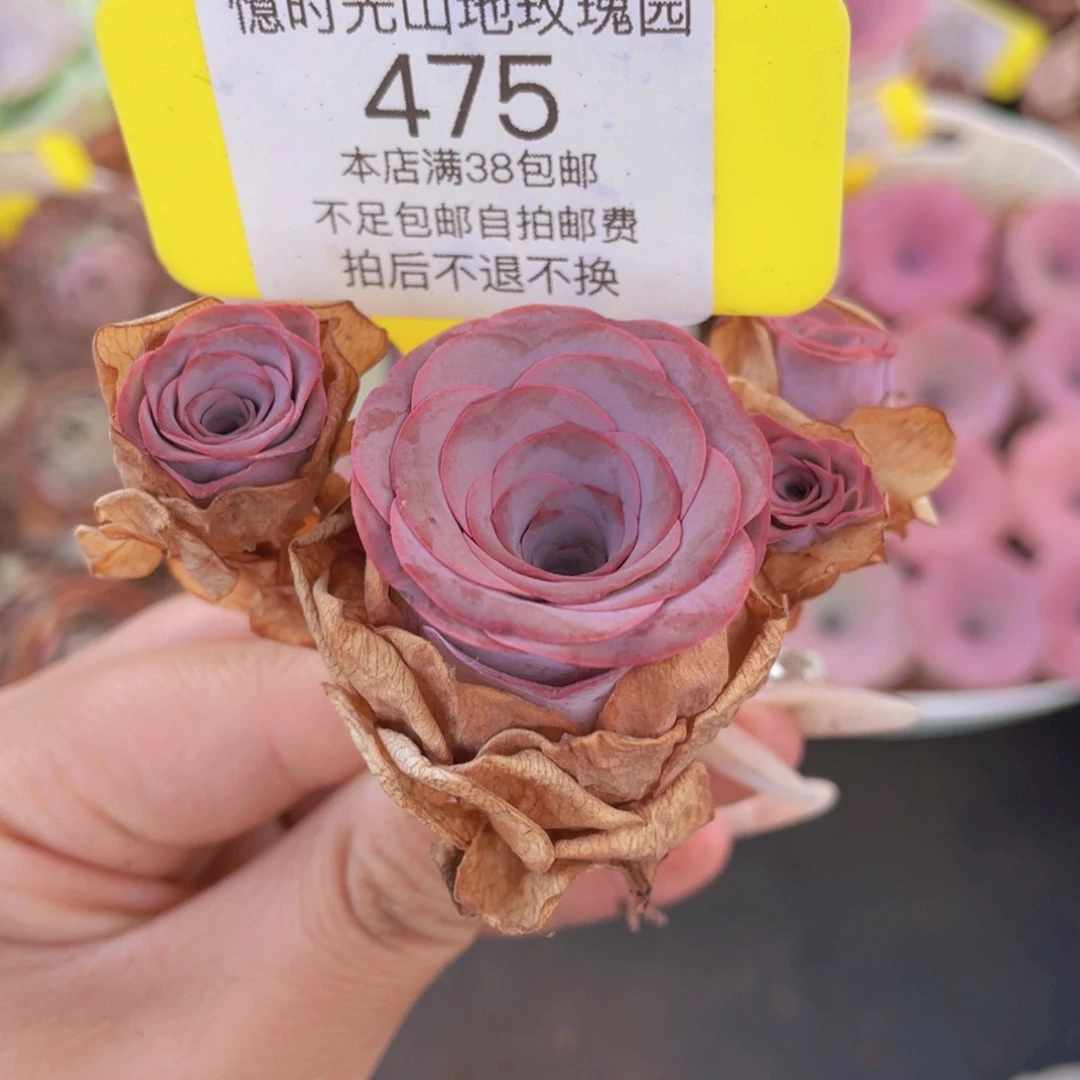 憶时光山地玫瑰园
475
本店满38包邮
不足包邮自拍邮费
拍后不退不换